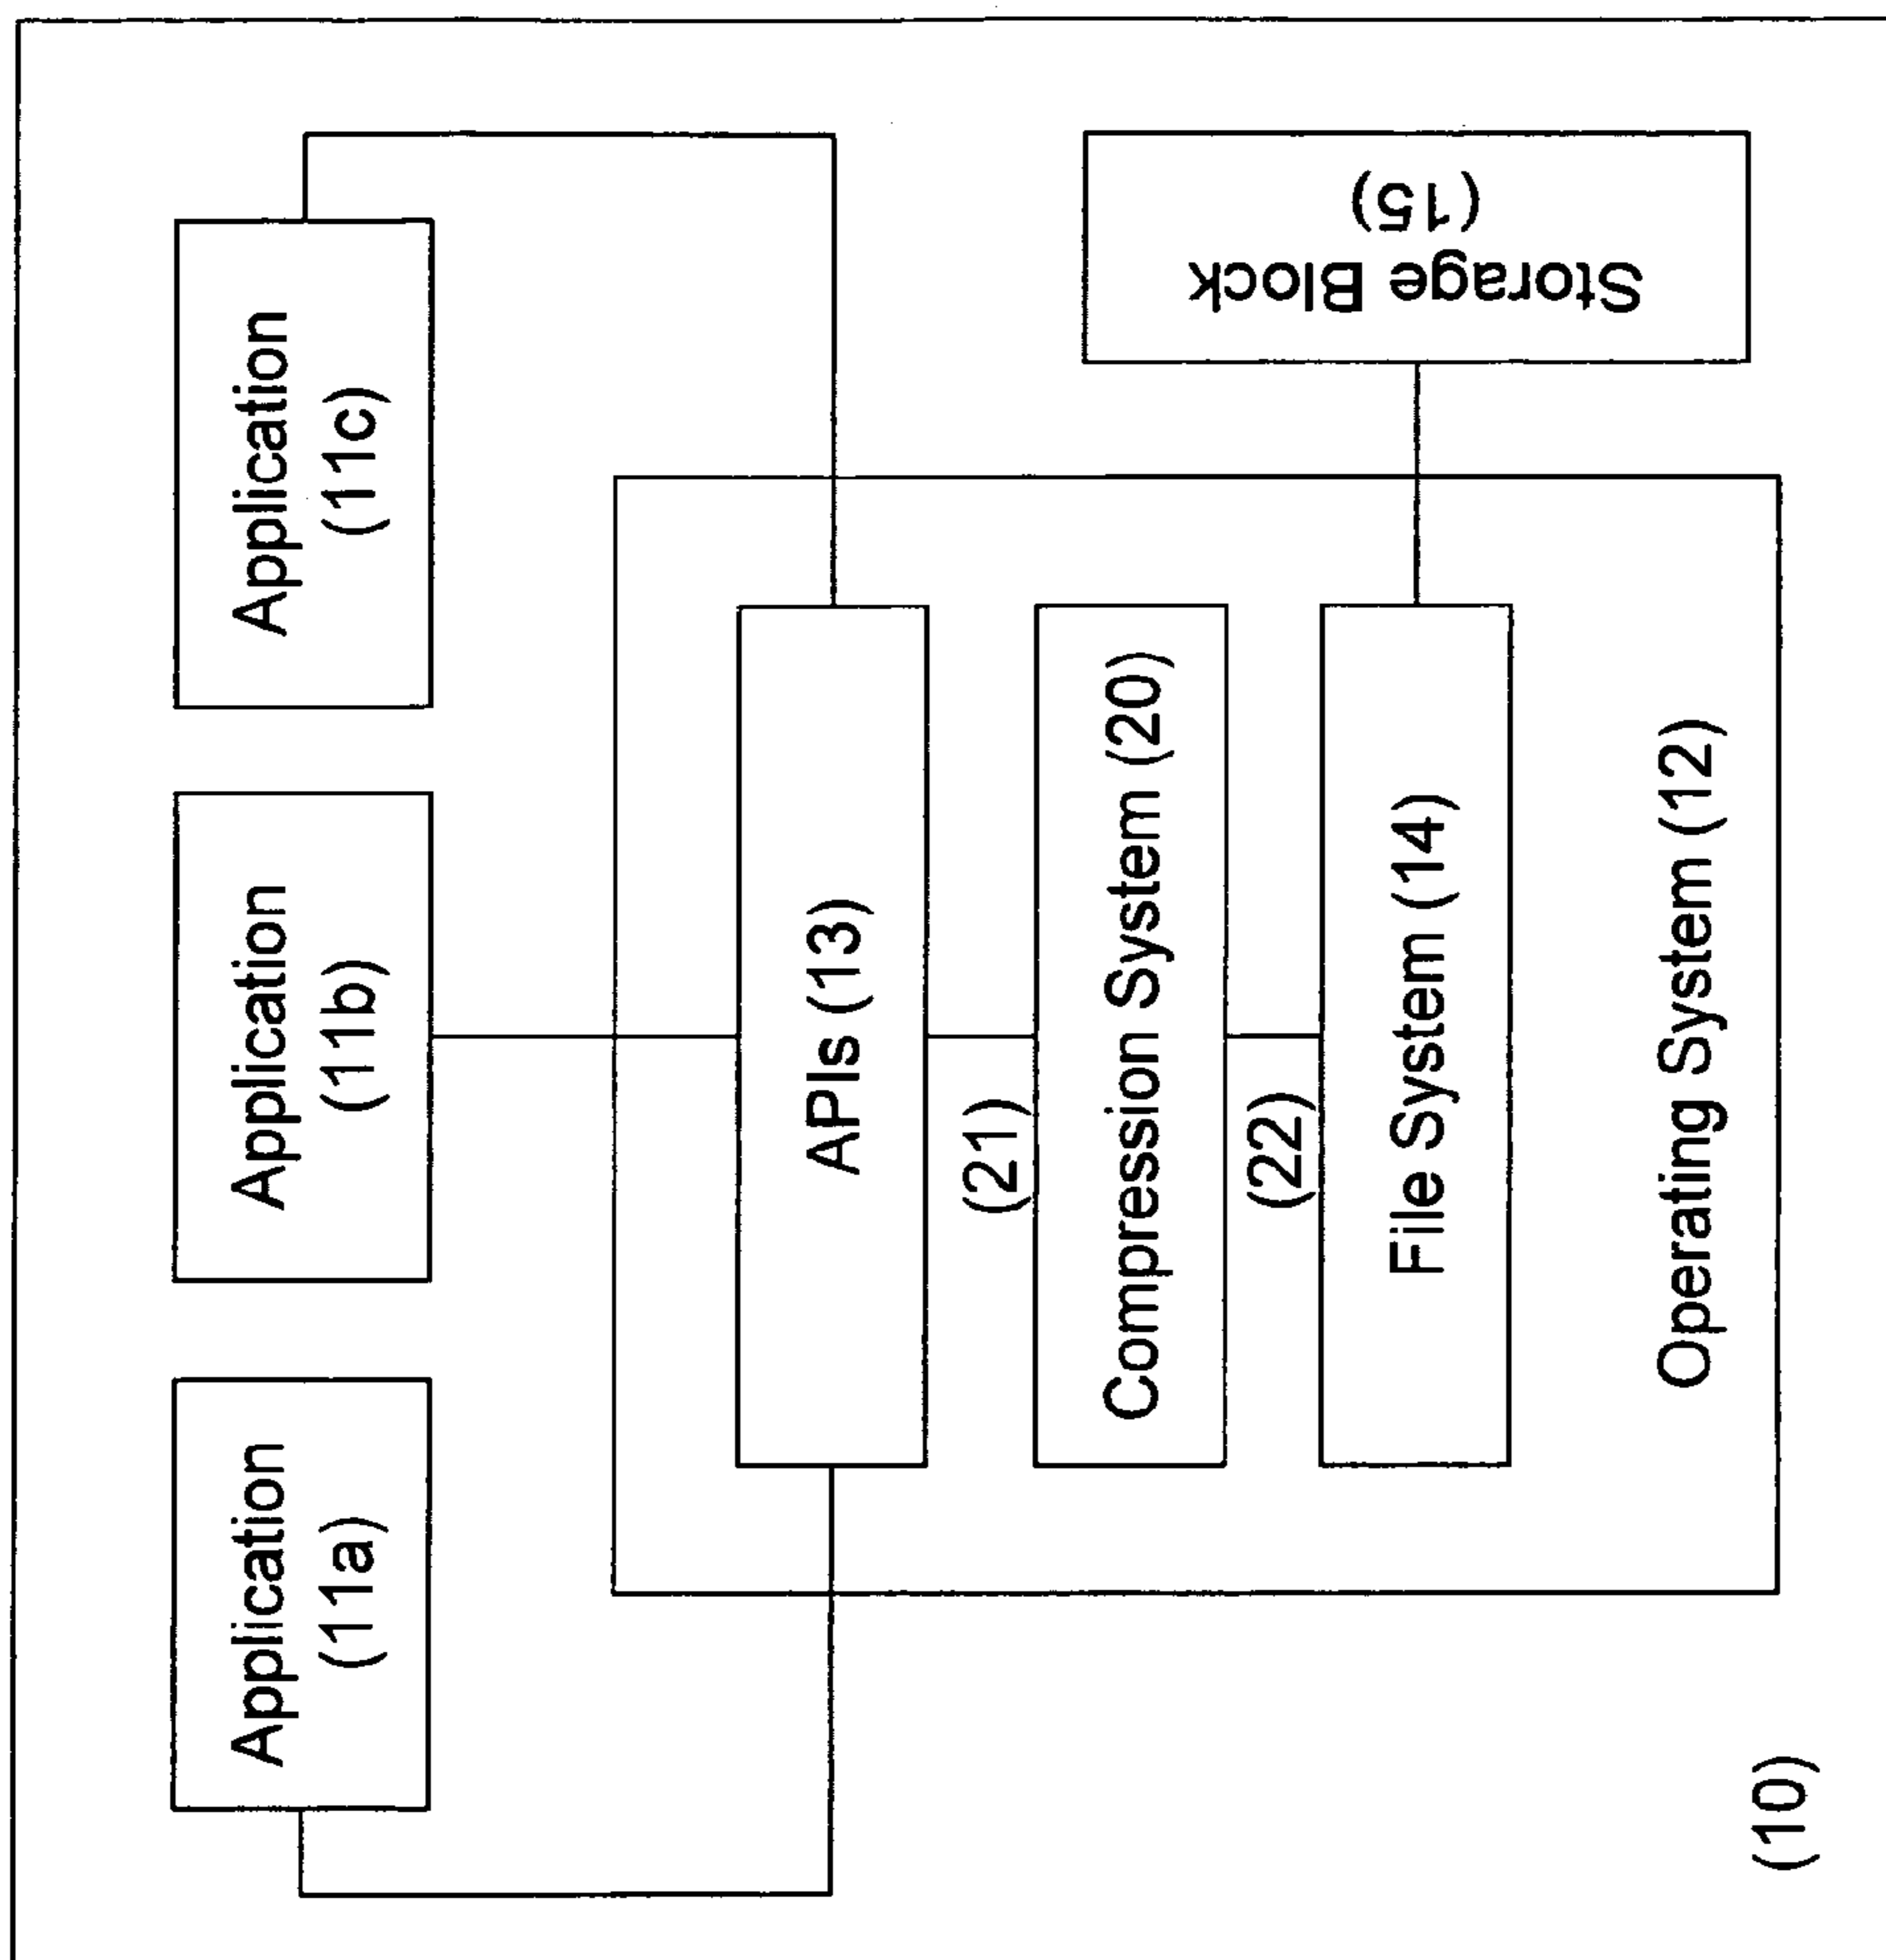 Application
(11a)
Application
(11b)
Application
(11c)
APIs (13)
(21)
Compression System (20)
(22)
File System (14)
Operating System (12)
Storage Block
(15)
(10)